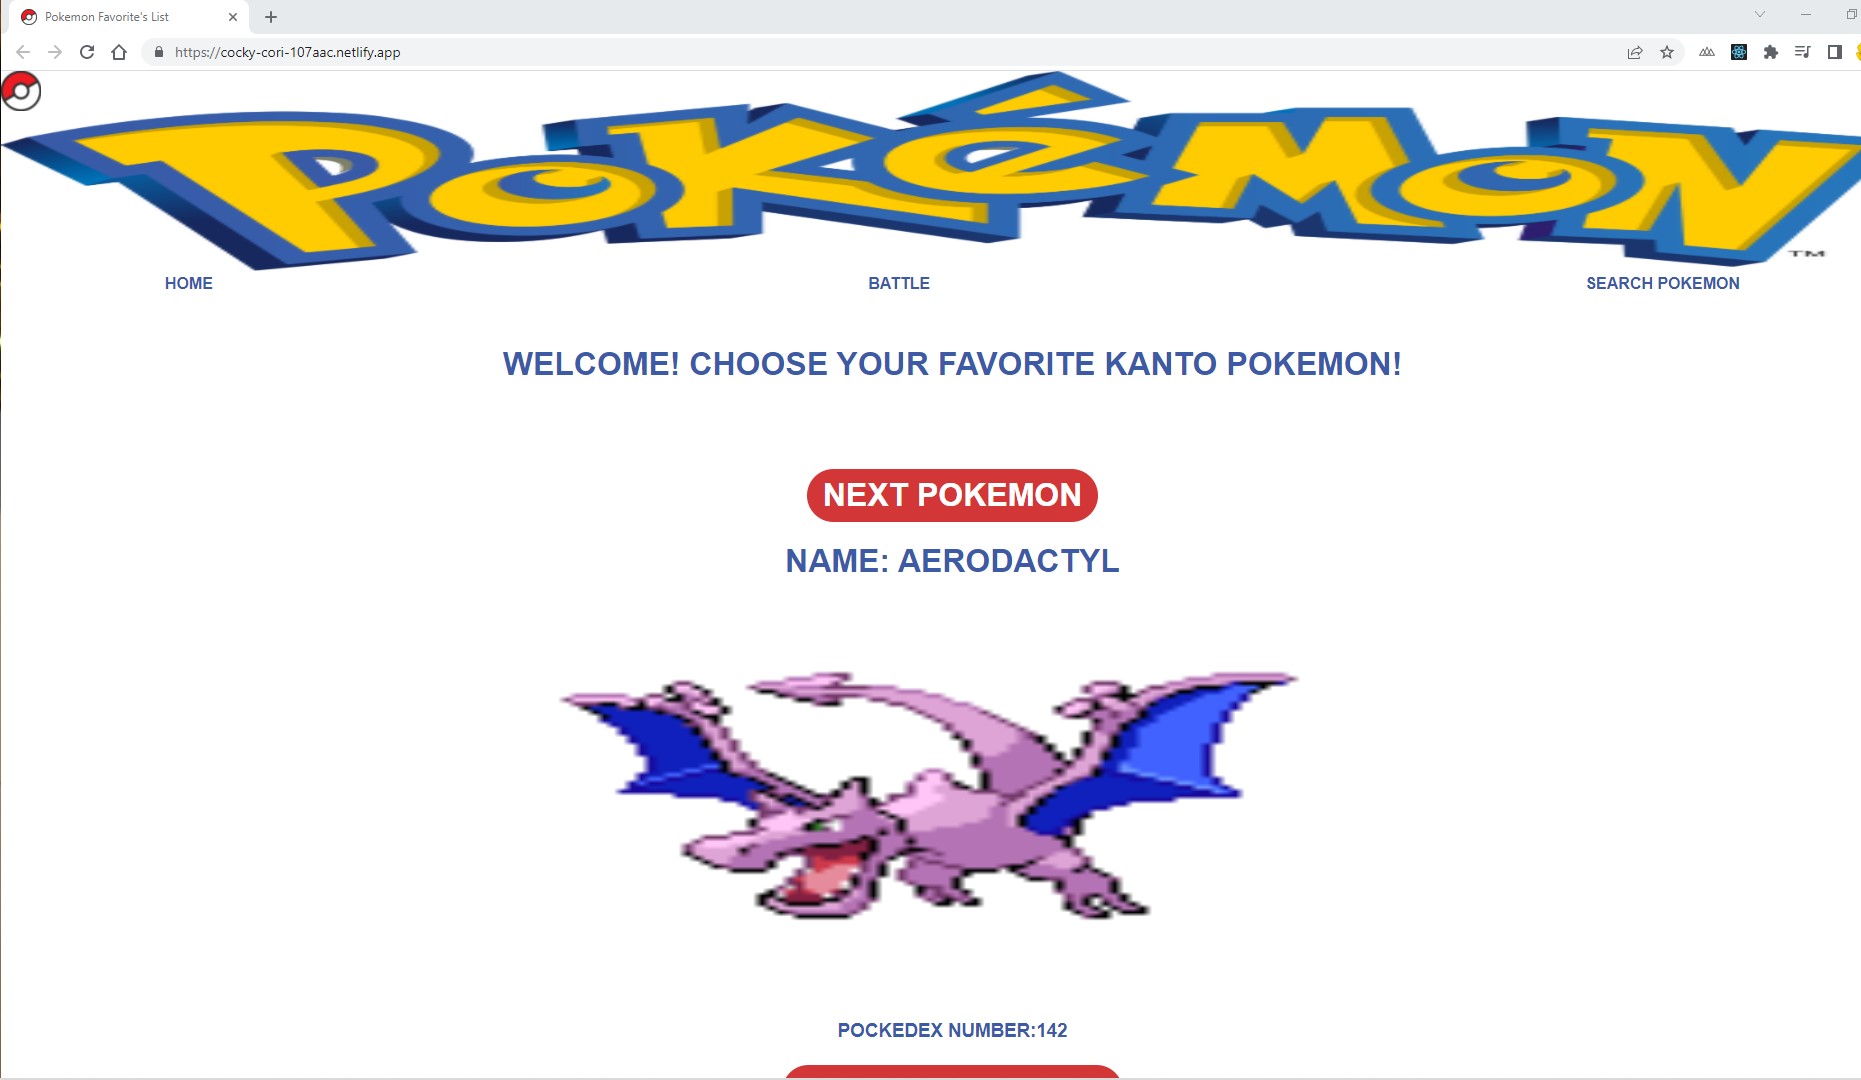 Pokemon Favorite's List
https://cocky-cori-107aac.netlify.app
POKéMON
TM
HOME BATTLE SEARCH POKEMON
WELCOME! CHOOSE YOUR FAVORITE KANTO POKEMON!
NEXT POKEMON
NAME: AERODACTYL
POCKEDEX NUMBER:142